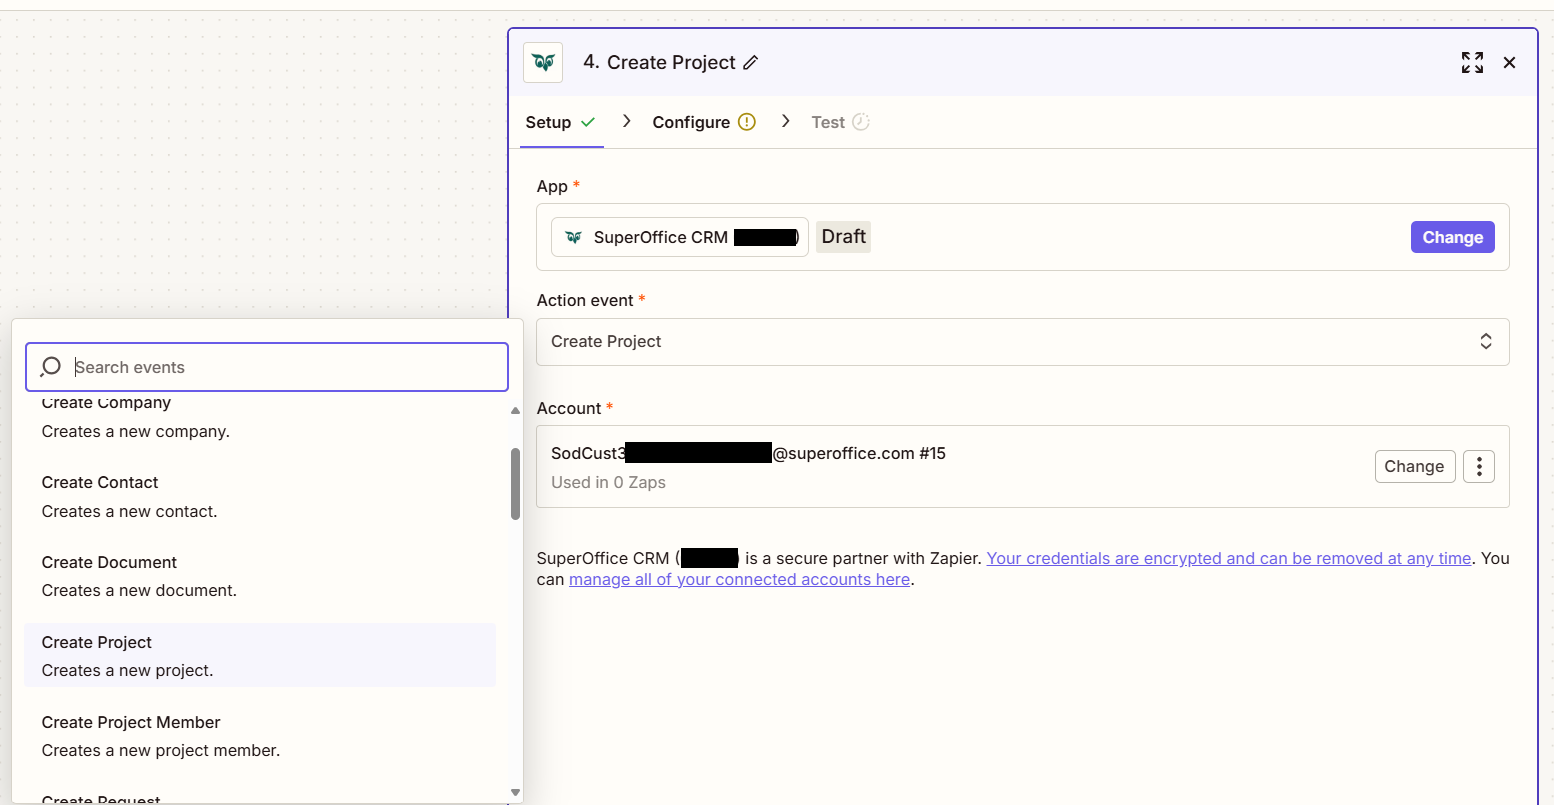 4. Create Project
Setup
Configure
Test
App *
SuperOffice CRM
)
Draft
Change
Action event *
Create Project
Account *
SodCust3
@superoffice.com #15
Used in 0 Zaps
Change
SuperOffice CRM (
) is a secure partner with Zapier. Your credentials are encrypted and can be removed at any time. You
can manage all of your connected accounts here.
Search events
Create Company
Creates a new company.
Create Contact
Creates a new contact.
Create Document
Creates a new document.
Create Project
Creates a new project.
Create Project Member
Creates a new project member.
Create Request